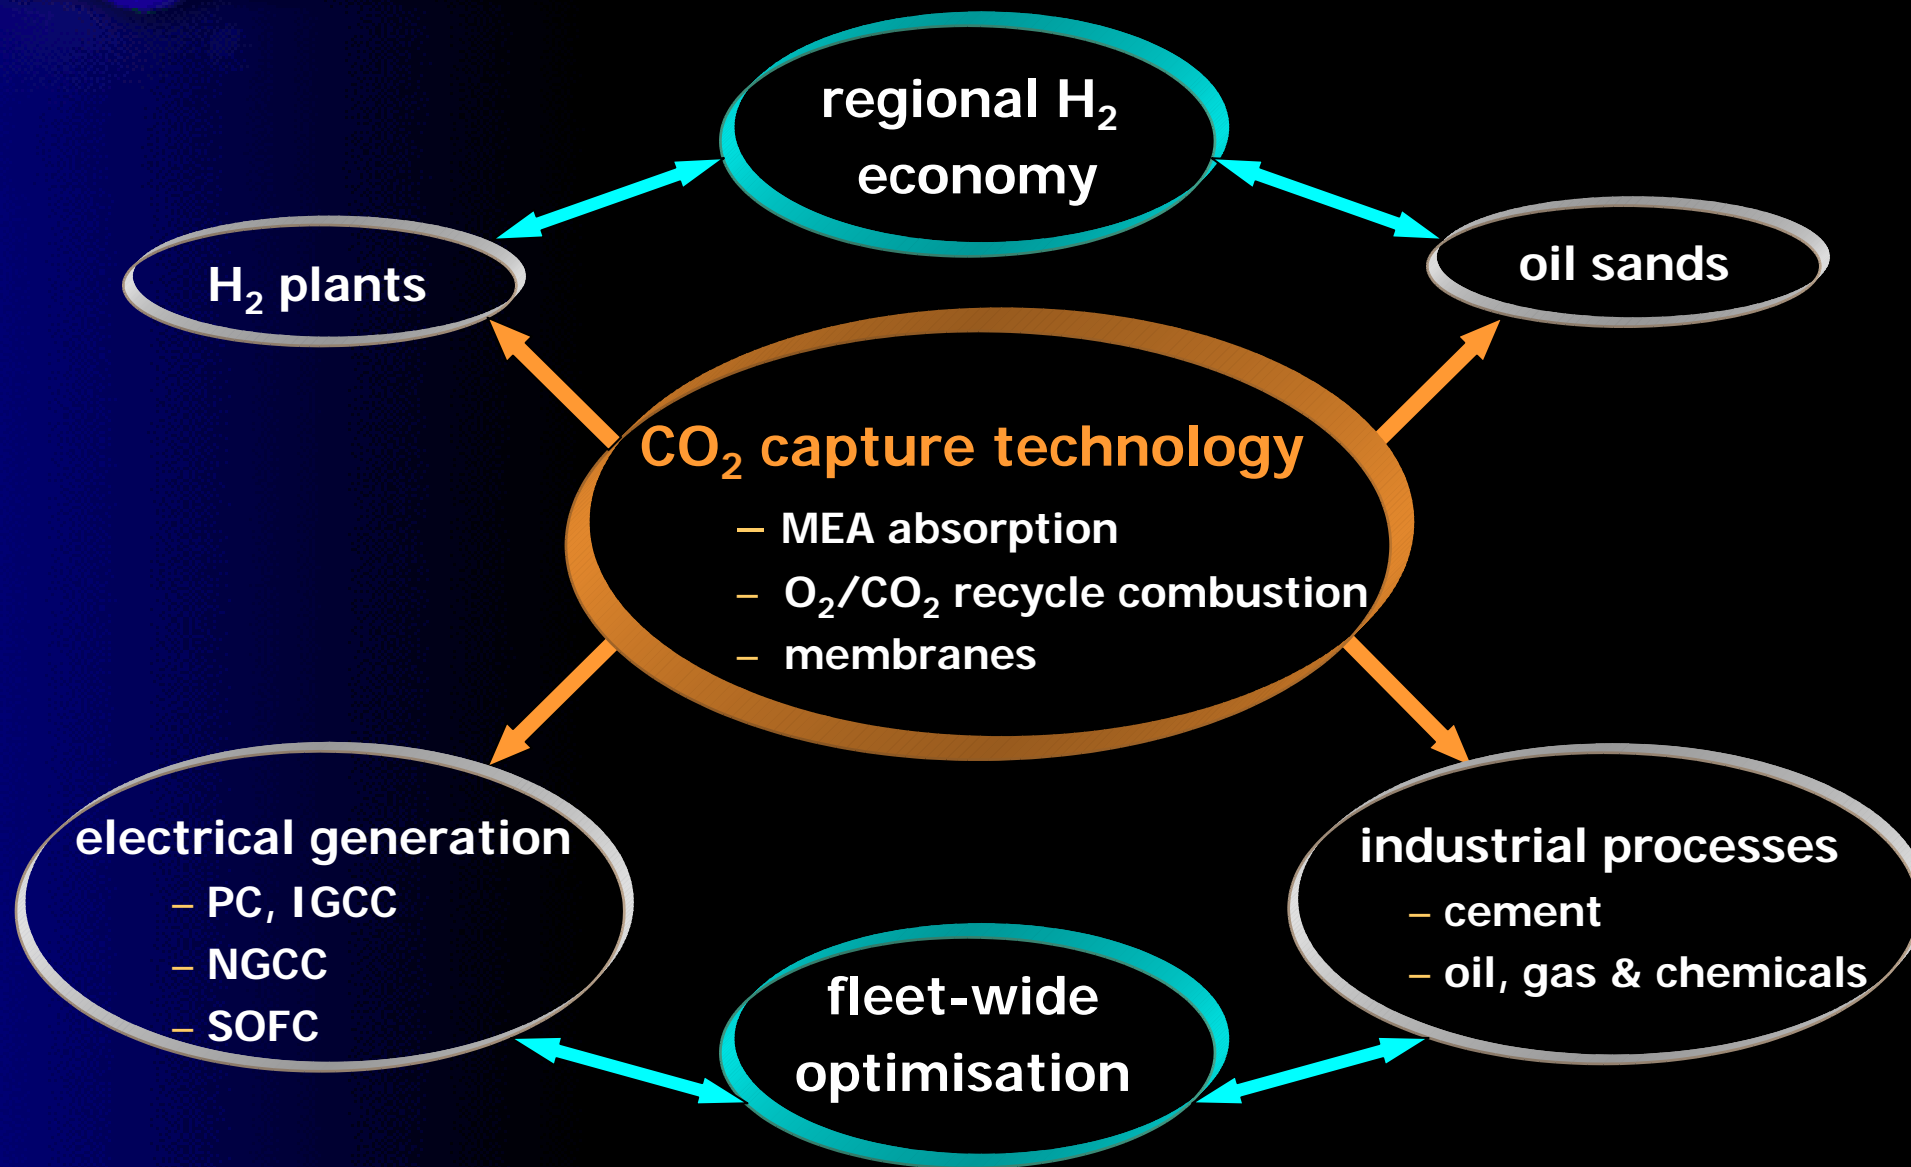 regional H₂
economy
H₂ plants
oil sands
CO₂ capture technology
– MEA absorption
– O₂/CO₂ recycle combustion
– membranes
electrical generation
– PC, IGCC
– NGCC
– SOFC
industrial processes
– cement
– oil, gas & chemicals
fleet-wide
optimisation